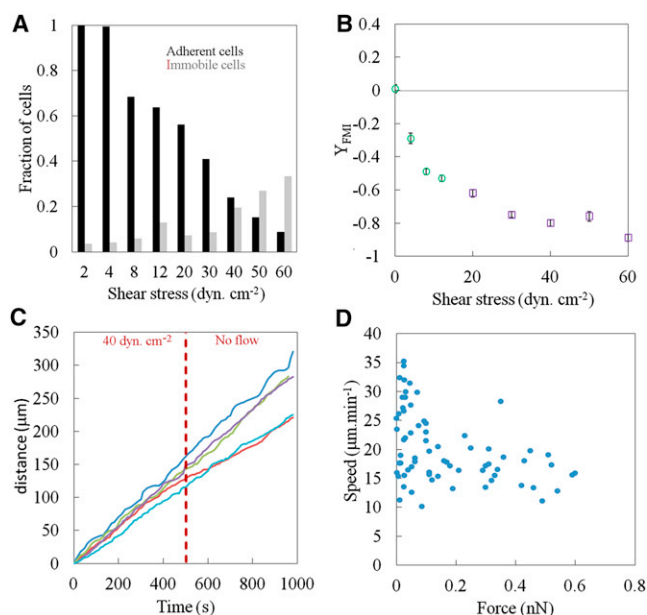 A
1
0.8
0.6
0.4
0.2
0
Fraction of cells
Adherent cells
Immobile cells
2 4 8 12 20 30 40 50 60
Shear stress (dyn. cm-2)
B
0.4
0.2
0
-0.2
-0.4
-0.6
-0.8
-1
YFMI
0 20 40 60
Shear stress (dyn. cm-2)
C
350
300
250
200
150
100
50
0
distance (µm)
40 dyn. cm-2 No flow
0 200 400 600 800 1000
Time (s)
D
40
35
30
25
20
15
10
5
0
Speed (µm.min-1)
0 0.2 0.4 0.6 0.8
Force (nN)